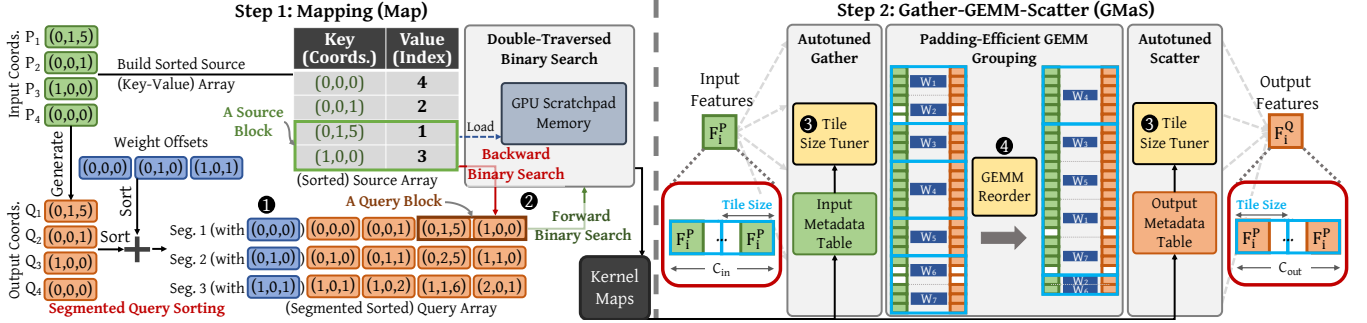 Step 1: Mapping (Map)
Input Coords.
P1 (0,1,5)
P2 (0,0,1)
P3 (1,0,0)
P4 (0,0,0)
Build Sorted Source
(Key-Value) Array
Key (Coords.) Value (Index)
(0,0,0) 4
(0,0,1) 2
(0,1,5) 1
(1,0,0) 3
(Sorted) Source Array
A Source
Block
Double-Traversed
Binary Search
GPU Scratchpad
Memory
Load
Backward
Binary Search
Forward
Binary Search
Generate
Weight Offsets
(0,0,0) (0,1,0) (1,0,1)
Sort
Sort
Output Coords.
Q1 (0,1,5)
Q2 (0,0,1)
Q3 (1,0,0)
Q4 (0,0,0)
Segmented Query Sorting
1
A Query Block
2
Seg. 1 (with (0,0,0)) (0,0,0) (0,0,1) (0,1,5) (1,0,0)
Seg. 2 (with (0,1,0)) (0,1,0) (0,1,1) (0,2,5) (1,1,0)
Seg. 3 (with (1,0,1)) (1,0,1) (1,0,2) (1,1,6) (2,0,1)
(Segmented Sorted) Query Array
Kernel
Maps
Step 2: Gather-GEMM-Scatter (GMaS)
Input
Features
F_i^P
Tile Size
F_i^P ... F_i^P
C_in
Autotuned
Gather
3 Tile
Size Tuner
Input
Metadata
Table
Padding-Efficient GEMM
Grouping
W1
W2
W3
W4
W5
W6
W7
4
GEMM
Reorder
W4
W3
W5
W1
W7
W2
W6
Autotuned
Scatter
3 Tile
Size Tuner
Output
Metadata
Table
Output
Features
F_i^Q
Tile Size
F_i^P ... F_i^P
C_out